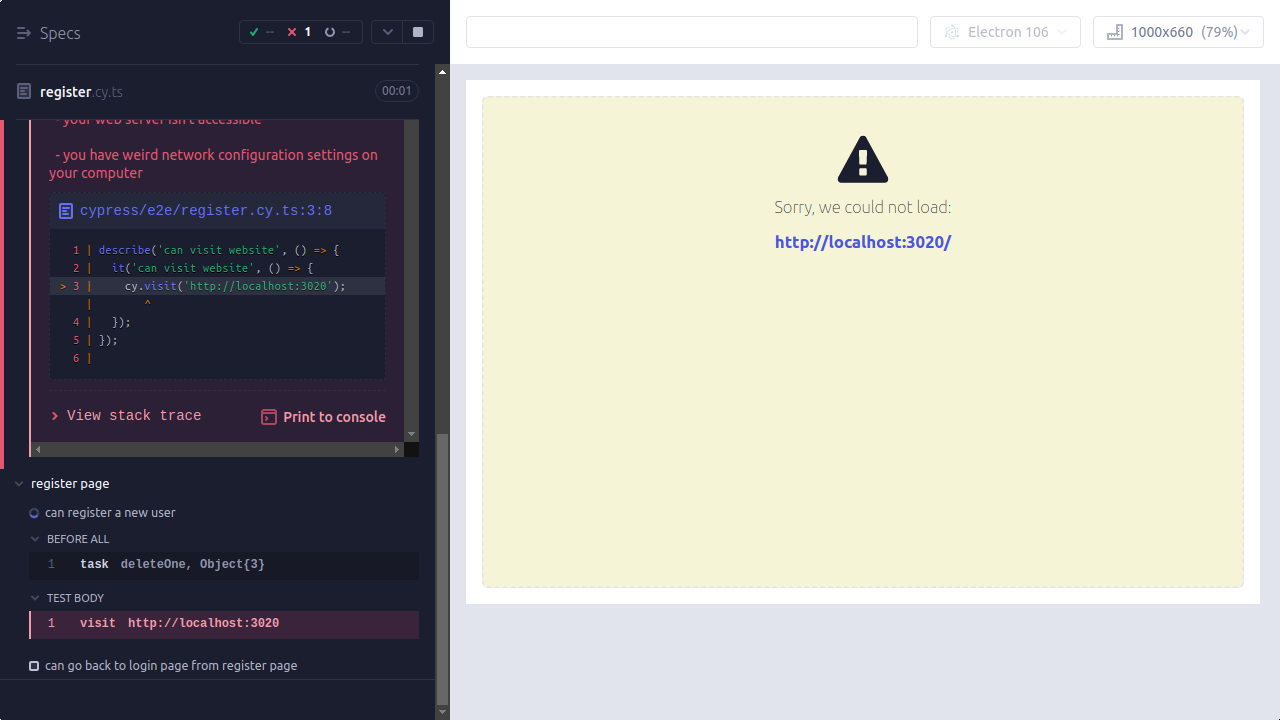 Specs
-- 1 --
register.cy.ts
00:01
- your web server isn't accessible
- you have weird network configuration settings on
your computer
cypress/e2e/register.cy.ts:3:8
1 | describe('can visit website', () => {
2 |   it('can visit website', () => {
> 3 |     cy.visit('http://localhost:3020');
|        ^
4 |   });
5 | });
6 |
> View stack trace
Print to console
register page
can register a new user
BEFORE ALL
1 task deleteOne, Object{3}
TEST BODY
1 visit http://localhost:3020
can go back to login page from register page
Electron 106
1000x660 (79%)
Sorry, we could not load:
http://localhost:3020/